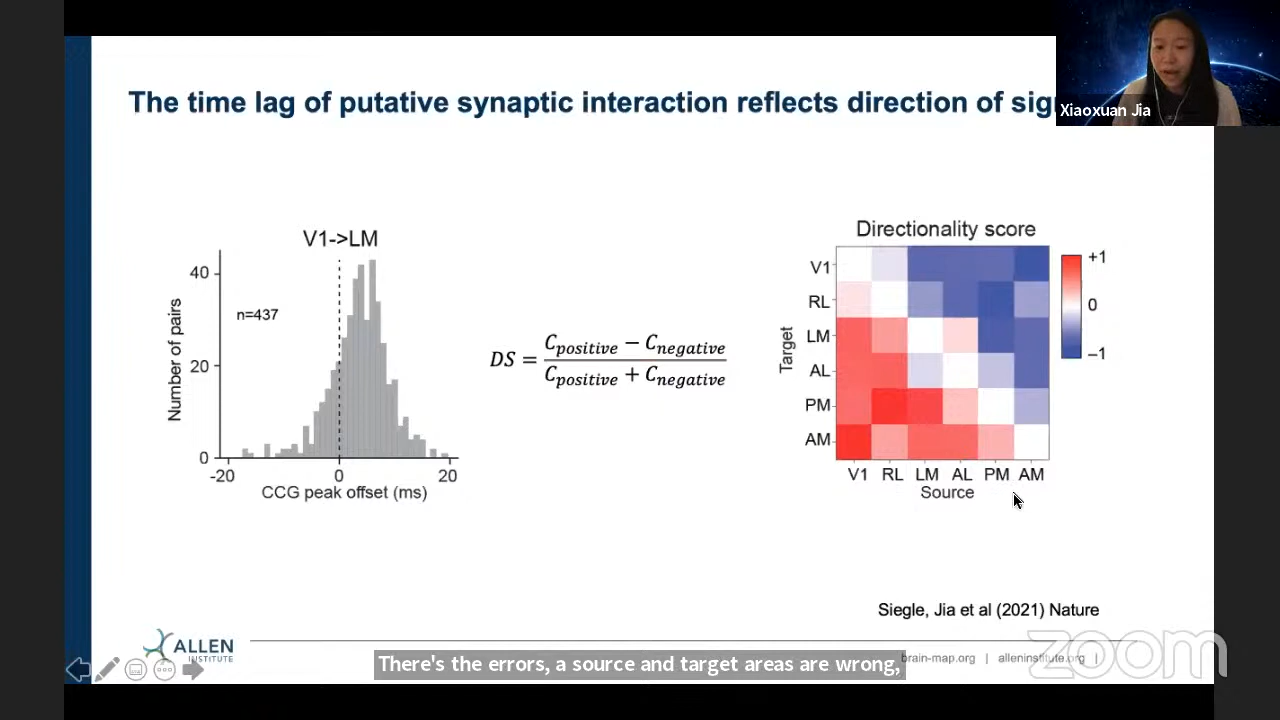 The time lag of putative synaptic interaction reflects direction of sig
Xiaoxuan Jia
V1->LM
40
20
0
n=437
Number of pairs
-20 0 20
CCG peak offset (ms)
DS = (C_positive − C_negative) / (C_positive + C_negative)
Directionality score
V1
RL
LM
AL
PM
AM
Target
V1 RL LM AL PM AM
Source
+1
0
−1
Siegle, Jia et al (2021) Nature
ALLEN
INSTITUTE
brain-map.org | alleninstitute.org |
zoom
There's the errors, a source and target areas are wrong,